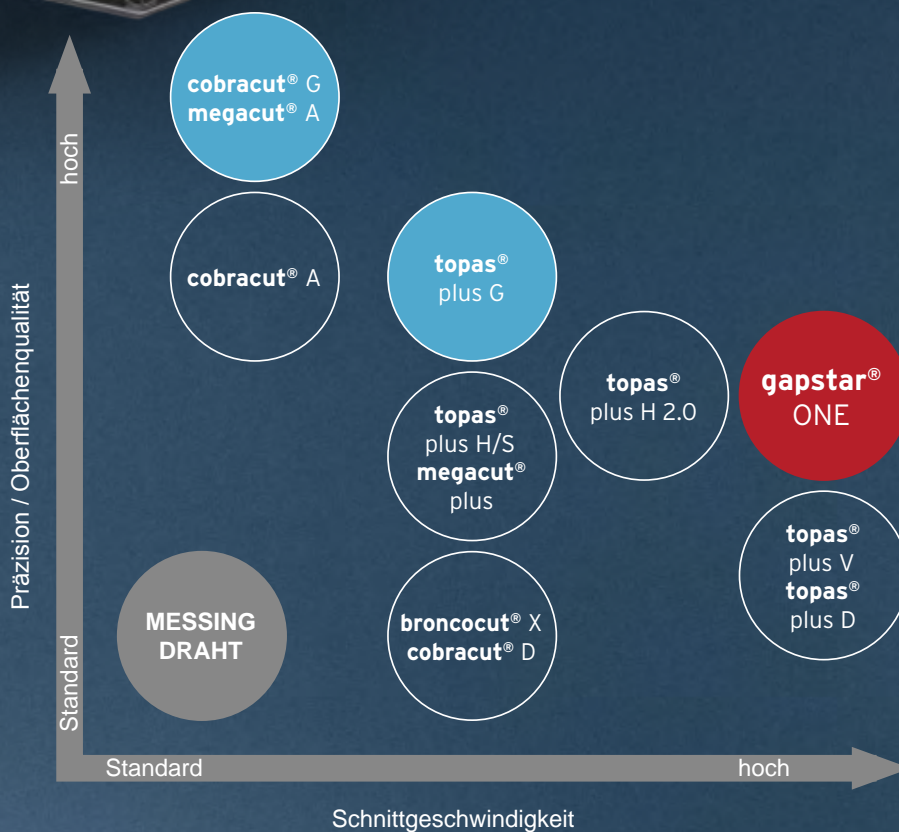 cobracut® G
megacut® A
hoch
cobracut® A
topas®
plus G
Präzision / Oberflächenqualität
topas®
plus H 2.0
gapstar®
ONE
topas®
plus H/S
megacut®
plus
topas®
plus V
topas®
plus D
MESSING
DRAHT
broncocut® X
cobracut® D
Standard
Standard
hoch
Schnittgeschwindigkeit